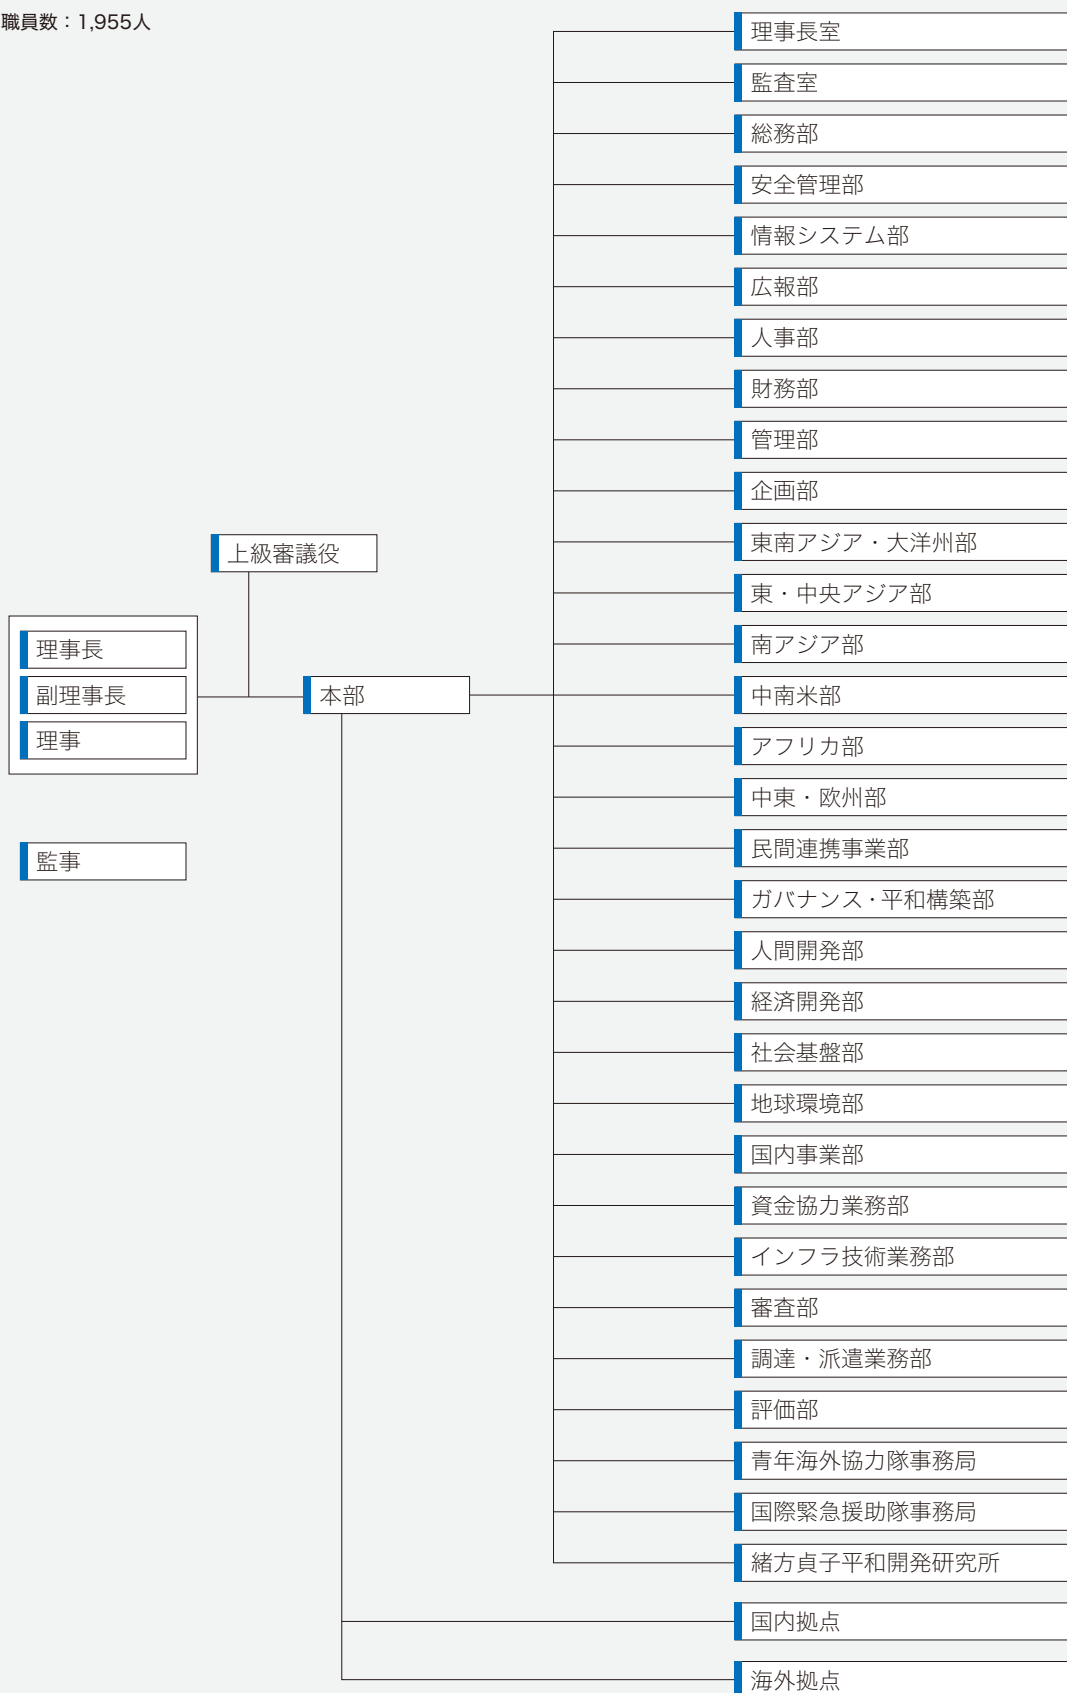 職員数：1,955人
上級審議役
理事長
副理事長
理事
監事
本部
理事長室
監査室
総務部
安全管理部
情報システム部
広報部
人事部
財務部
管理部
企画部
東南アジア・大洋州部
東・中央アジア部
南アジア部
中南米部
アフリカ部
中東・欧州部
民間連携事業部
ガバナンス・平和構築部
人間開発部
経済開発部
社会基盤部
地球環境部
国内事業部
資金協力業務部
インフラ技術業務部
審査部
調達・派遣業務部
評価部
青年海外協力隊事務局
国際緊急援助隊事務局
緒方貞子平和開発研究所
国内拠点
海外拠点